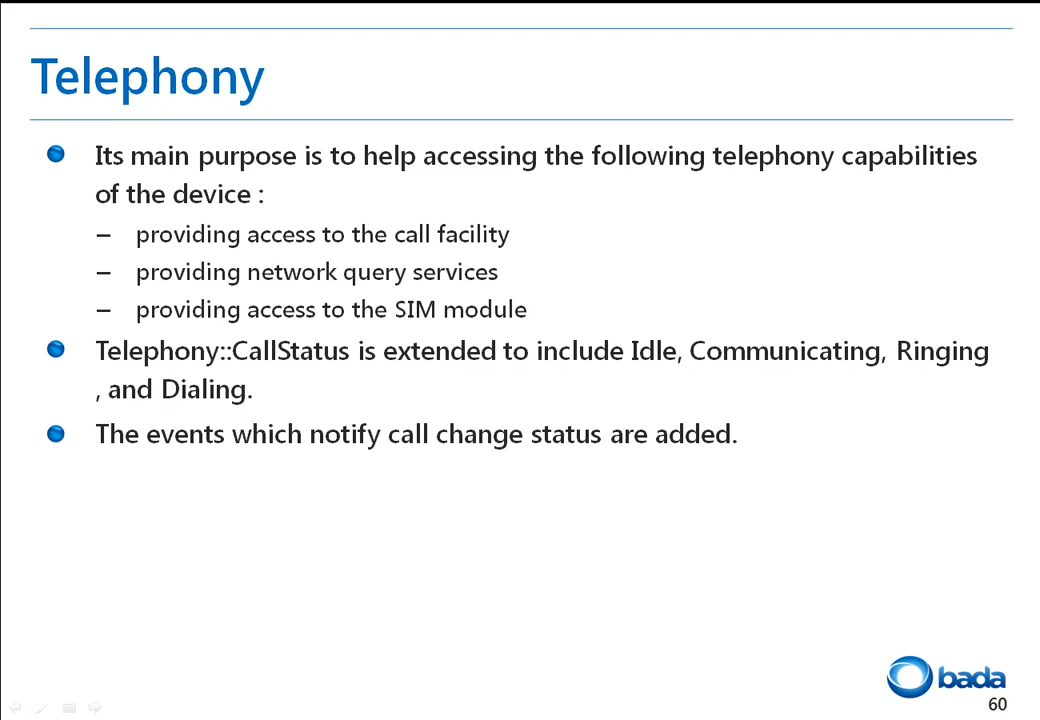 Telephony
Its main purpose is to help accessing the following telephony capabilities
of the device :
– providing access to the call facility
– providing network query services
– providing access to the SIM module
Telephony::CallStatus is extended to include Idle, Communicating, Ringing
, and Dialing.
The events which notify call change status are added.
bada
60